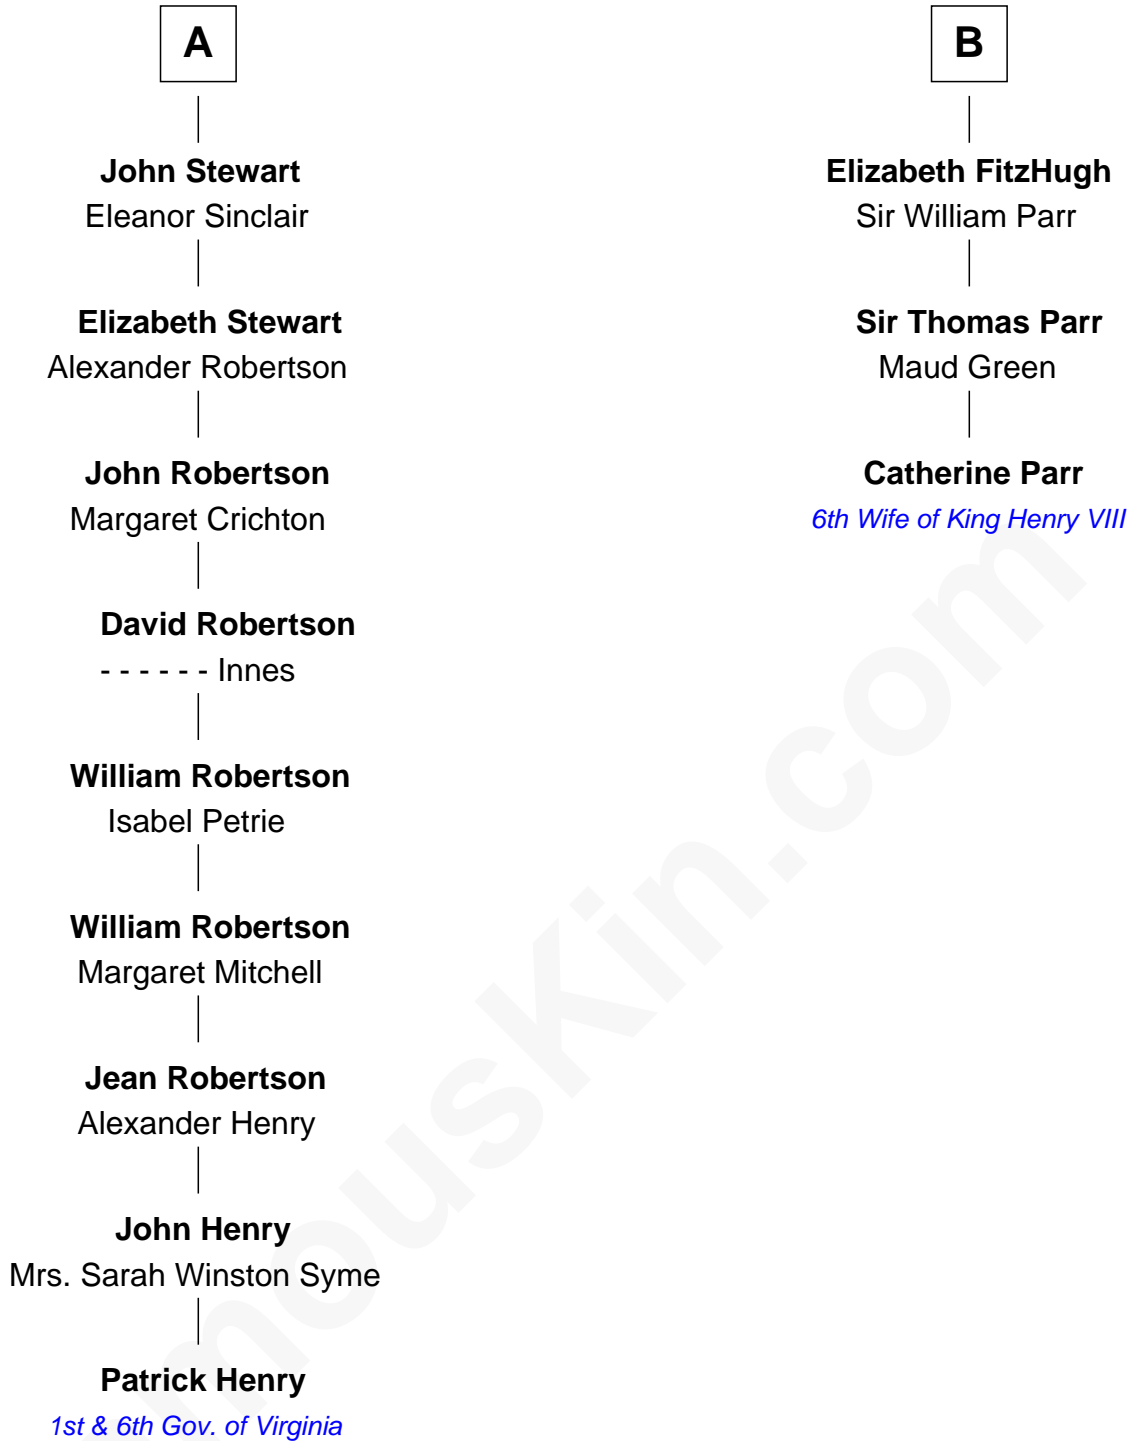 A
John Stewart
Eleanor Sinclair
Elizabeth Stewart
Alexander Robertson
John Robertson
Margaret Crichton
David Robertson
- - - - - - Innes
William Robertson
Isabel Petrie
William Robertson
Margaret Mitchell
Jean Robertson
Alexander Henry
John Henry
Mrs. Sarah Winston Syme
Patrick Henry
1st & 6th Gov. of Virginia
B
Elizabeth FitzHugh
Sir William Parr
Sir Thomas Parr
Maud Green
Catherine Parr
6th Wife of King Henry VIII
mousKin.com